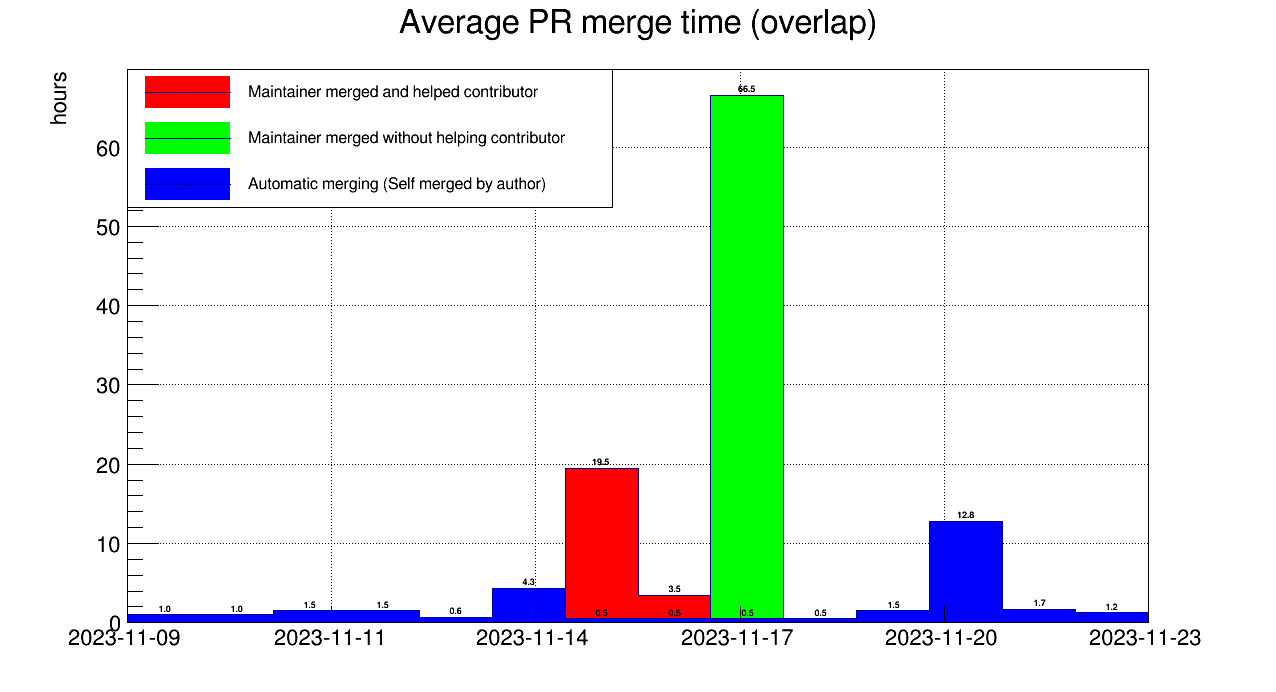 Average PR merge time (overlap)
hours
Maintainer merged and helped contributor
Maintainer merged without helping contributor
Automatic merging (Self merged by author)
60
50
40
30
20
10
0
66.5
19.5
12.8
4.3
3.5
1.0 1.0 1.5 1.5 0.6 0.5 0.5 0.5 0.5 1.5 1.7 1.2
2023-11-09 2023-11-11 2023-11-14 2023-11-17 2023-11-20 2023-11-23